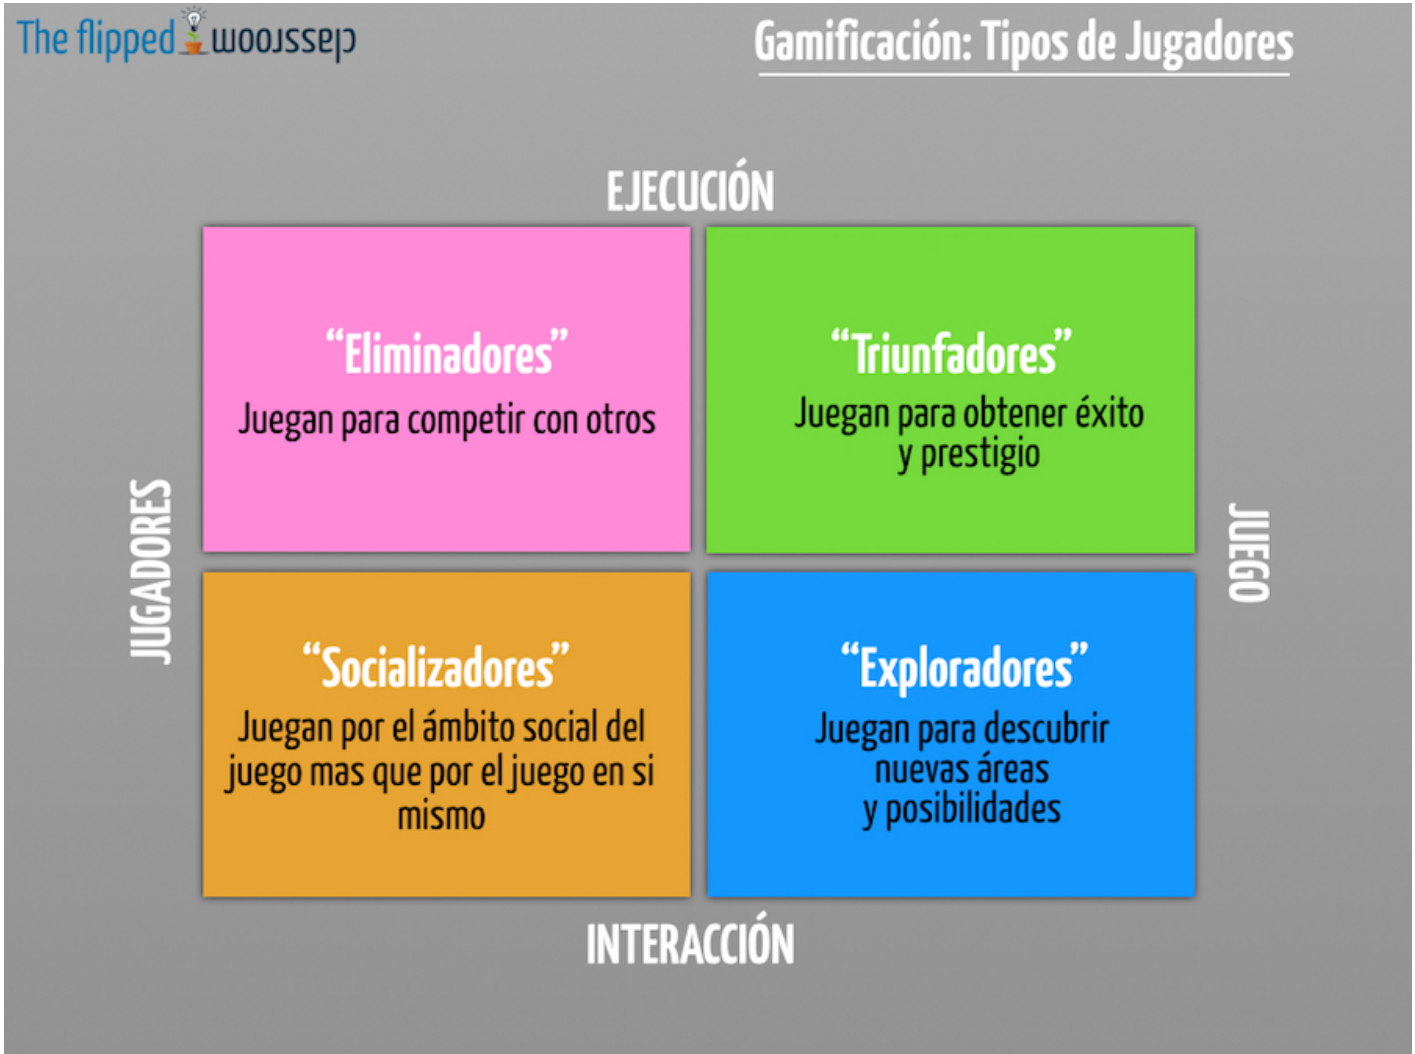 The flipped classroom
Gamificación: Tipos de Jugadores
EJECUCIÓN
“Eliminadores”
Juegan para competir con otros
“Triunfadores”
Juegan para obtener éxito
y prestigio
JUGADORES
JUEGO
“Socializadores”
Juegan por el ámbito social del
juego mas que por el juego en si
mismo
“Exploradores”
Juegan para descubrir
nuevas áreas
y posibilidades
INTERACCIÓN